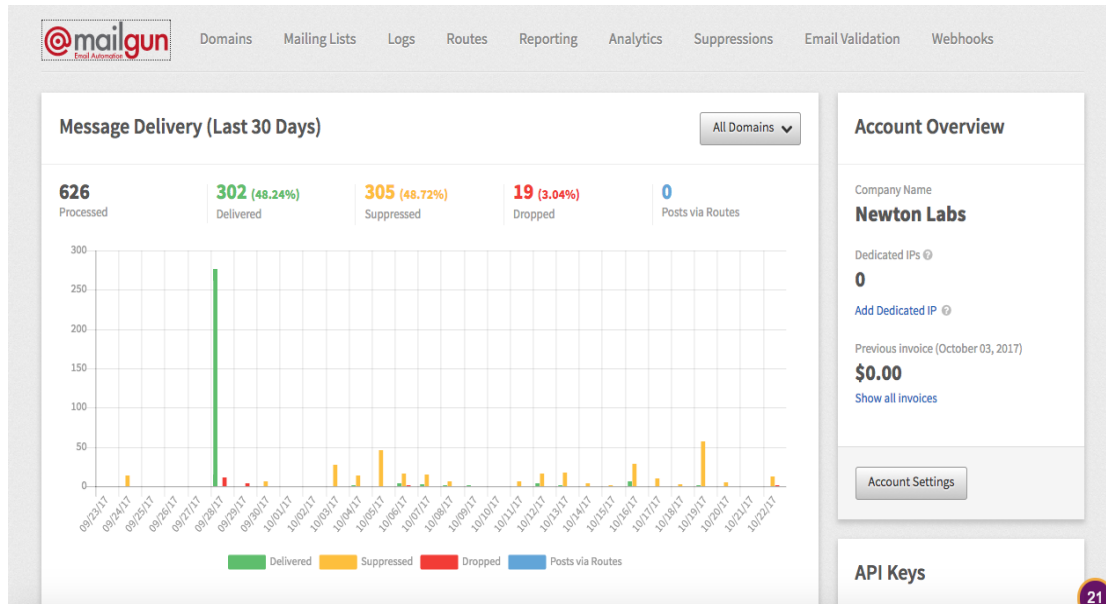 @mailgun
Email Automation
Domains Mailing Lists Logs Routes Reporting Analytics Suppressions Email Validation Webhooks
Message Delivery (Last 30 Days)
All Domains
626
Processed
302 (48.24%)
Delivered
305 (48.72%)
Suppressed
19 (3.04%)
Dropped
0
Posts via Routes
300
250
200
150
100
50
0
09/23/17 09/24/17 09/25/17 09/26/17 09/27/17 09/28/17 09/29/17 09/30/17 10/01/17 10/02/17 10/03/17 10/04/17 10/05/17 10/06/17 10/07/17 10/08/17 10/09/17 10/10/17 10/11/17 10/12/17 10/13/17 10/14/17 10/15/17 10/16/17 10/17/17 10/18/17 10/19/17 10/20/17 10/21/17 10/22/17
Delivered Suppressed Dropped Posts via Routes
Account Overview
Company Name
Newton Labs
Dedicated IPs ?
0
Add Dedicated IP ?
Previous invoice (October 03, 2017)
$0.00
Show all invoices
Account Settings
API Keys
21